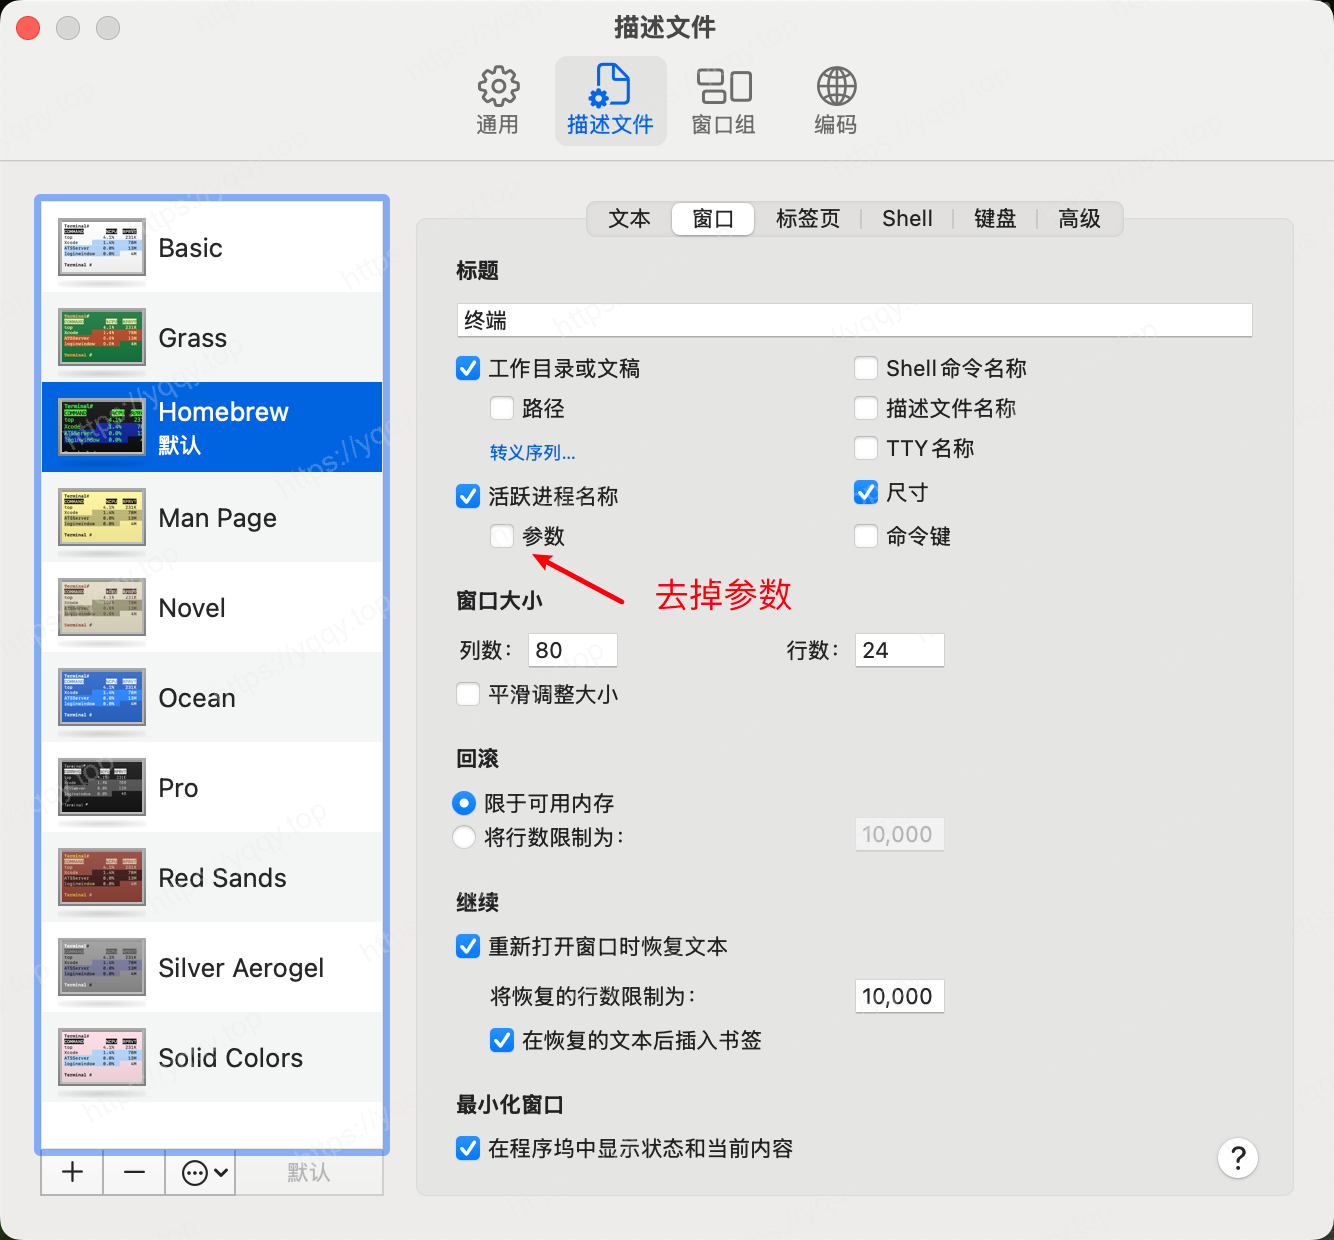 描述文件
通用
描述文件
窗口组
编码
Basic
Grass
Homebrew
默认
Man Page
Novel
Ocean
Pro
Red Sands
Silver Aerogel
Solid Colors
默认
文本
窗口
标签页
Shell
键盘
高级
标题
终端
工作目录或文稿
Shell 命令名称
路径
描述文件名称
转义序列...
TTY 名称
活跃进程名称
尺寸
参数
命令键
去掉参数
窗口大小
列数： 80
行数： 24
平滑调整大小
回滚
限于可用内存
将行数限制为：
10,000
继续
重新打开窗口时恢复文本
将恢复的行数限制为：
10,000
在恢复的文本后插入书签
最小化窗口
在程序坞中显示状态和当前内容
?
https://yqqy.top